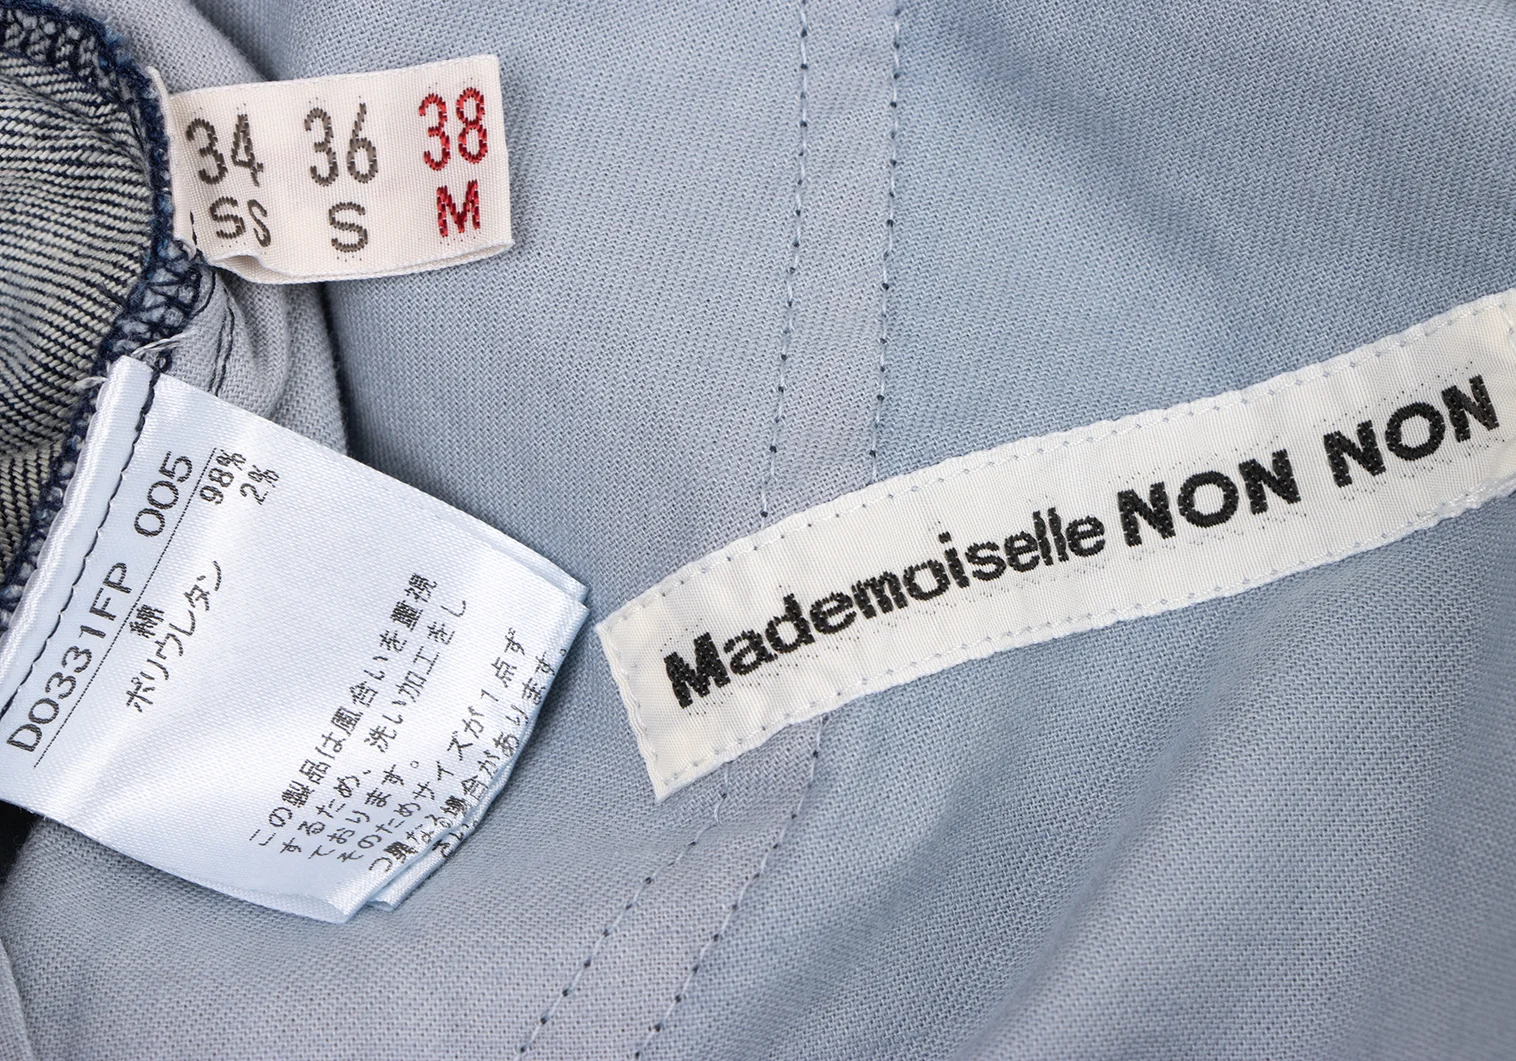 34 36 38
SS S M
D0331FP 005
綿 98%
ポリウレタン 2%
この製品は風合いを重視
するため、洗い加工をし
ております。
そのためサイズが1点ず
つ異なる場合があります。
Mademoiselle NON NON